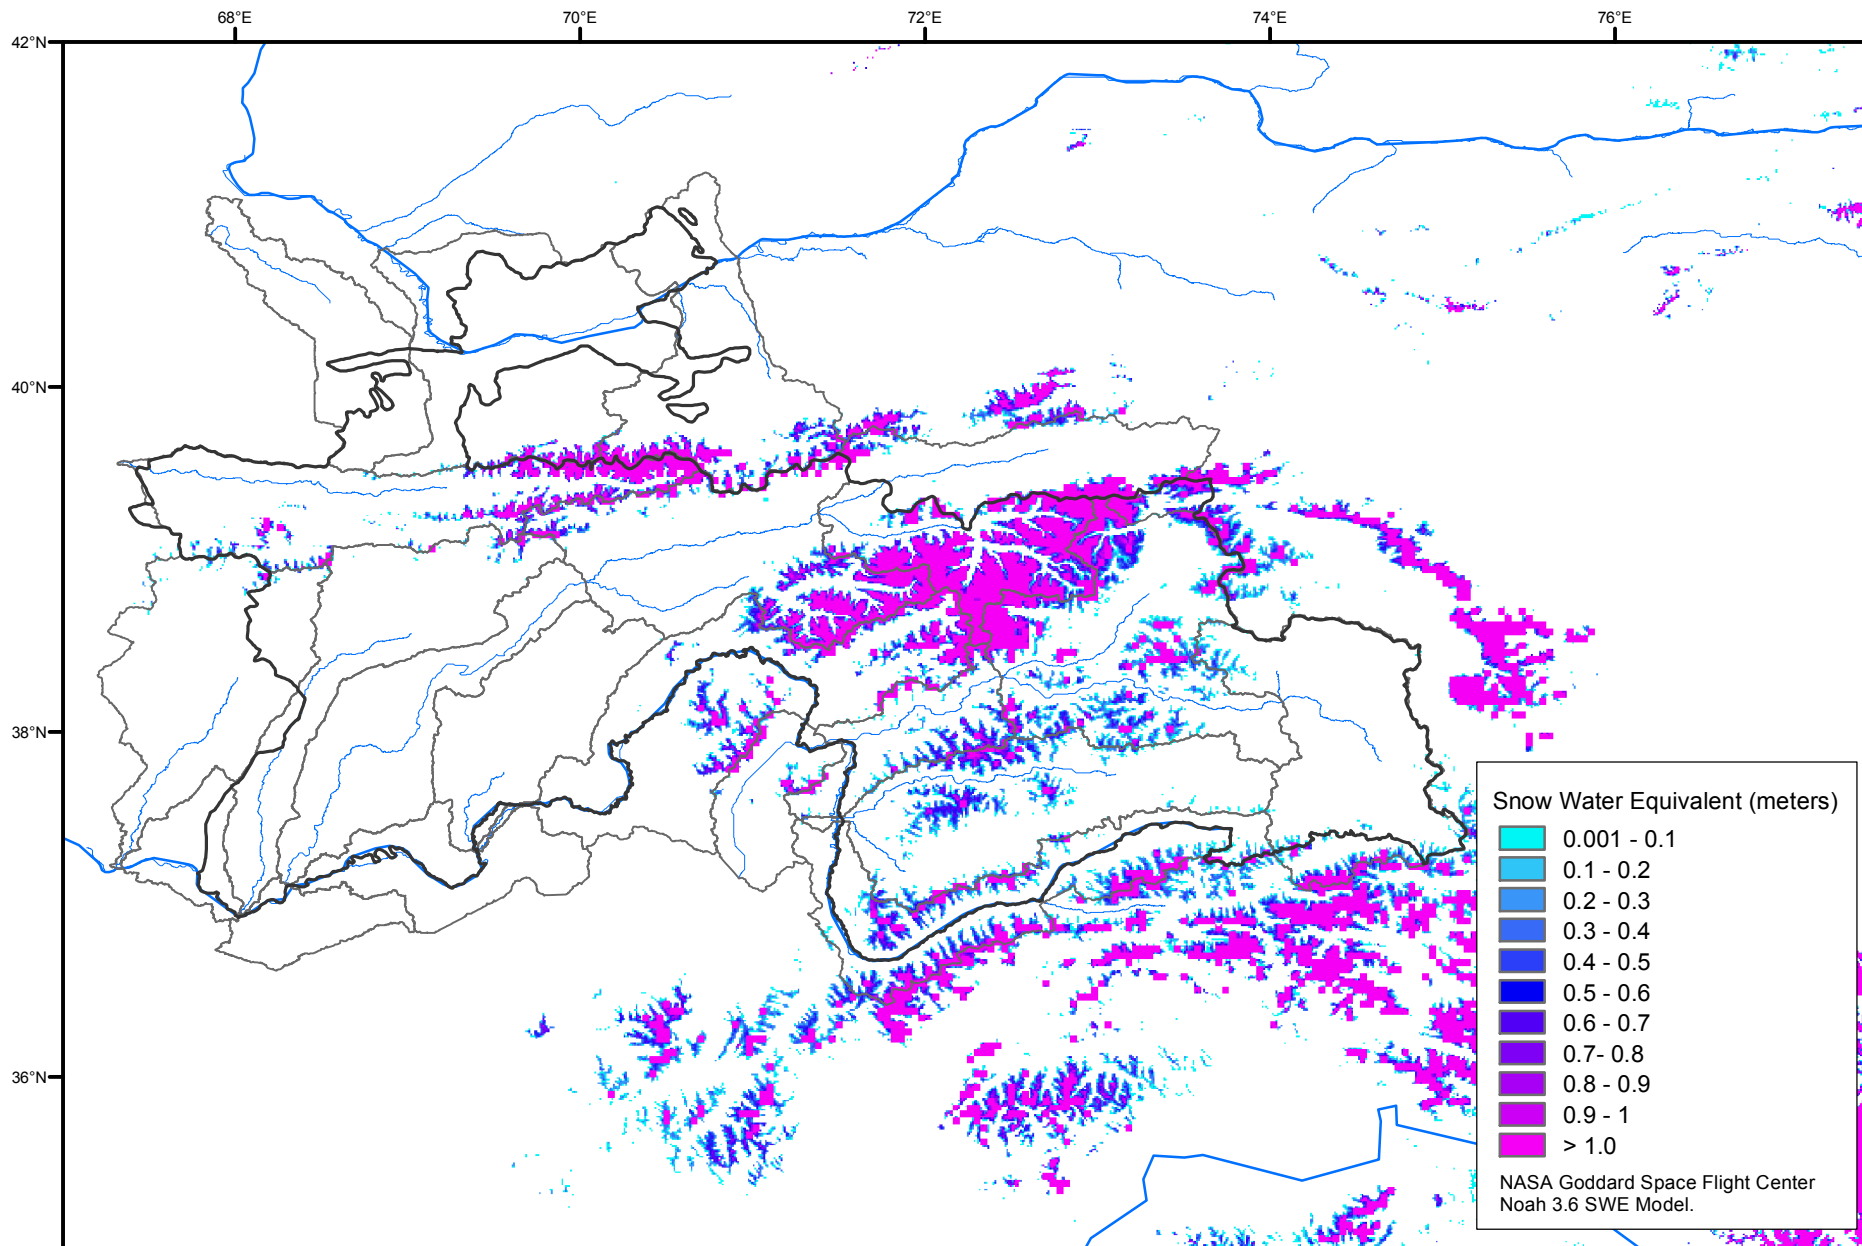 68°E 70°E 72°E 74°E 76°E
42°N
40°N
38°N
36°N
Snow Water Equivalent (meters)
0.001 - 0.1
0.1 - 0.2
0.2 - 0.3
0.3 - 0.4
0.4 - 0.5
0.5 - 0.6
0.6 - 0.7
0.7- 0.8
0.8 - 0.9
0.9 - 1
> 1.0
NASA Goddard Space Flight Center
Noah 3.6 SWE Model.